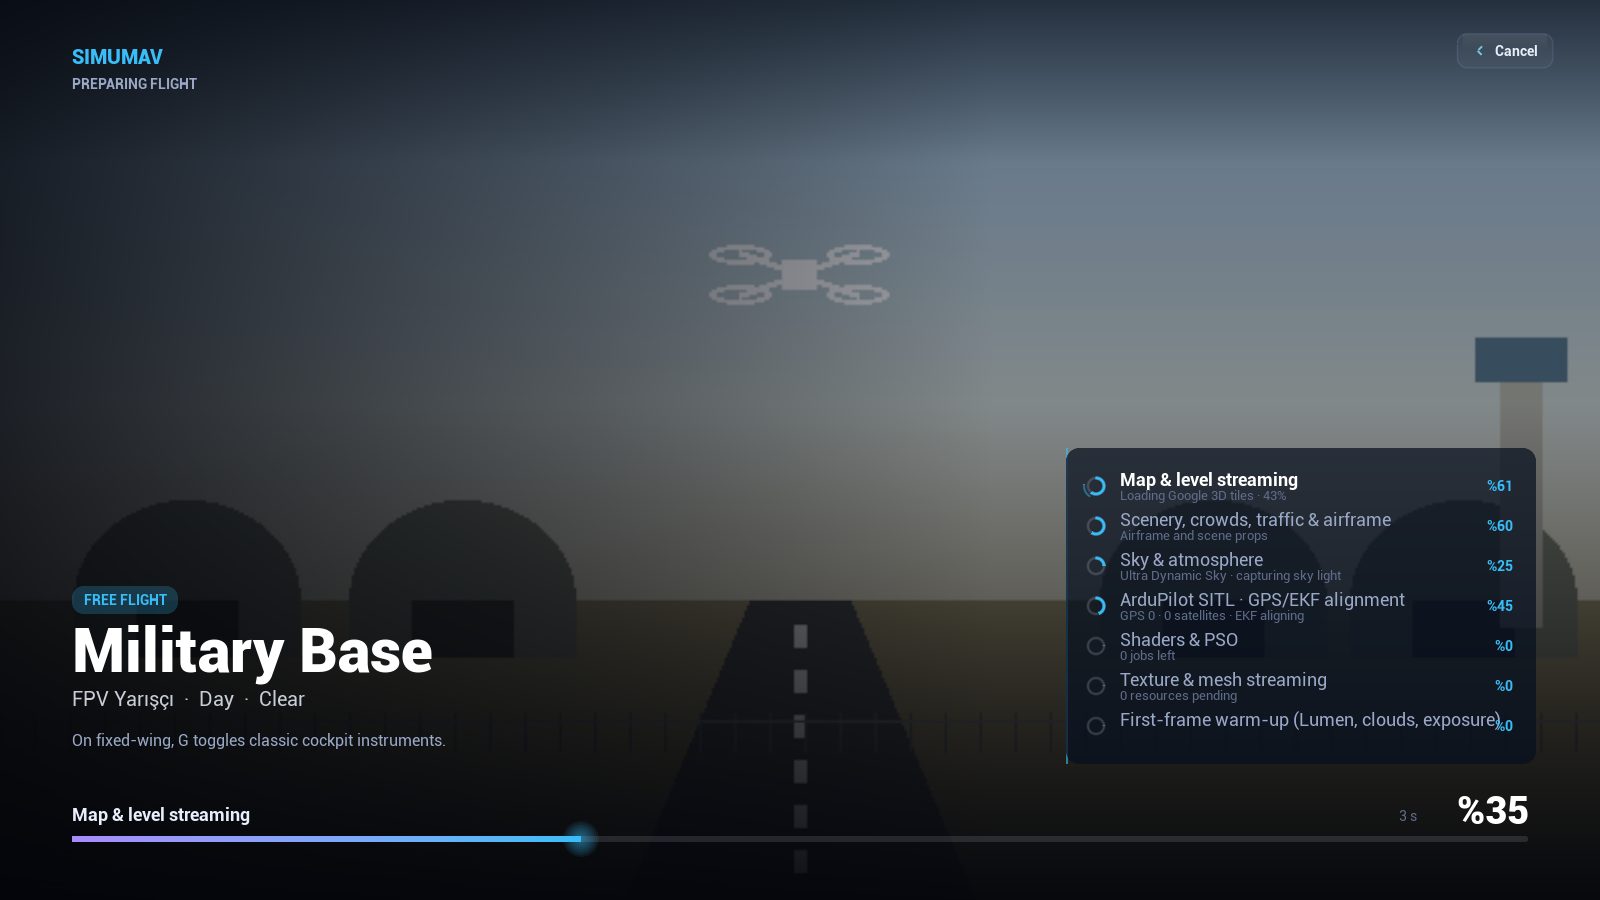 SIMUMAV
PREPARING FLIGHT
Cancel
FREE FLIGHT
Military Base
FPV Yarışçı · Day · Clear
On fixed-wing, G toggles classic cockpit instruments.
Map & level streaming
Loading Google 3D tiles · 43%
%61
Scenery, crowds, traffic & airframe
Airframe and scene props
%60
Sky & atmosphere
Ultra Dynamic Sky · capturing sky light
%25
ArduPilot SITL · GPS/EKF alignment
GPS 0 · 0 satellites · EKF aligning
%45
Shaders & PSO
0 jobs left
%0
Texture & mesh streaming
0 resources pending
%0
First-frame warm-up (Lumen, clouds, exposure)
%0
Map & level streaming
3 s
%35